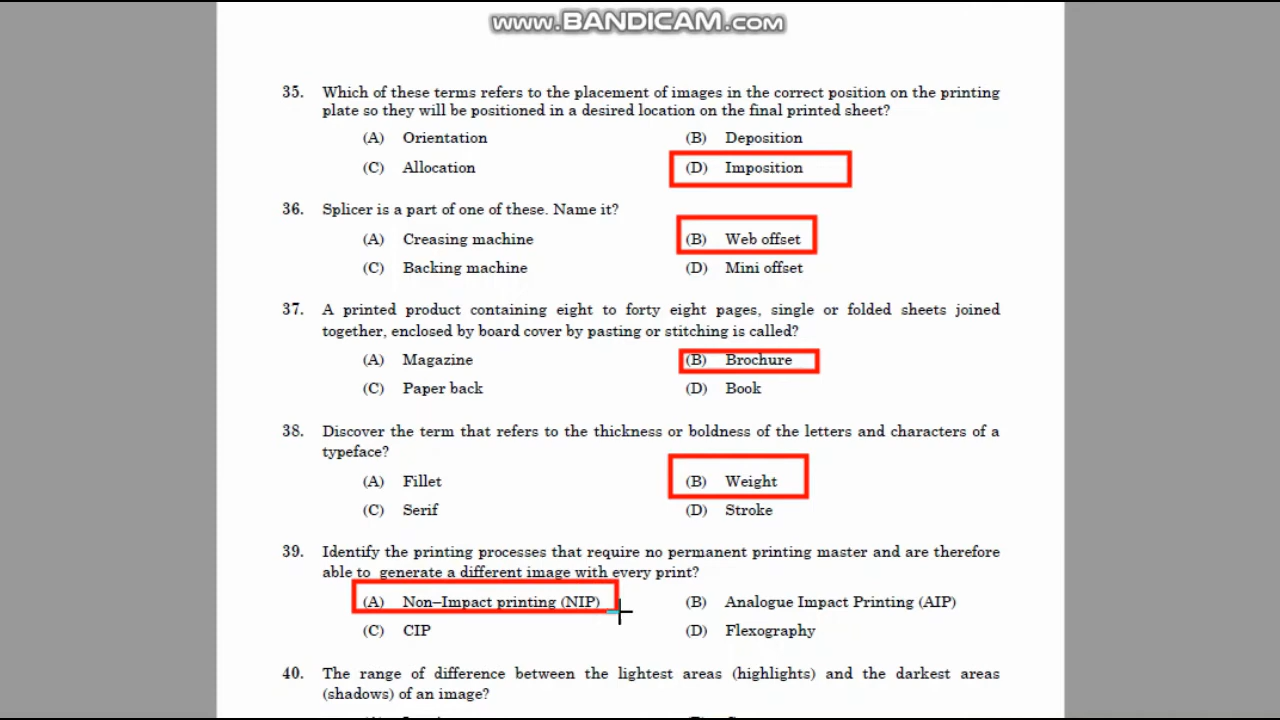 www.BANDICAM.com
35. Which of these terms refers to the placement of images in the correct position on the printing
plate so they will be positioned in a desired location on the final printed sheet?
(A) Orientation (B) Deposition
(C) Allocation (D) Imposition
36. Splicer is a part of one of these. Name it?
(A) Creasing machine (B) Web offset
(C) Backing machine (D) Mini offset
37. A printed product containing eight to forty eight pages, single or folded sheets joined
together, enclosed by board cover by pasting or stitching is called?
(A) Magazine (B) Brochure
(C) Paper back (D) Book
38. Discover the term that refers to the thickness or boldness of the letters and characters of a
typeface?
(A) Fillet (B) Weight
(C) Serif (D) Stroke
39. Identify the printing processes that require no permanent printing master and are therefore
able to generate a different image with every print?
(A) Non–Impact printing (NIP) (B) Analogue Impact Printing (AIP)
(C) CIP (D) Flexography
40. The range of difference between the lightest areas (highlights) and the darkest areas
(shadows) of an image?